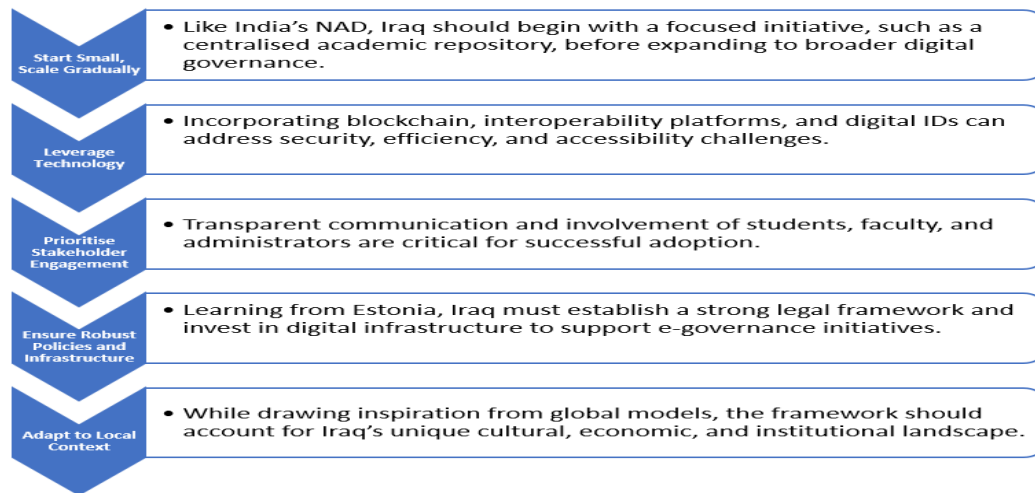 Start Small,
Scale Gradually
• Like India’s NAD, Iraq should begin with a focused initiative, such as a
centralised academic repository, before expanding to broader digital
governance.
Leverage
Technology
• Incorporating blockchain, interoperability platforms, and digital IDs can
address security, efficiency, and accessibility challenges.
Prioritise
Stakeholder
Engagement
• Transparent communication and involvement of students, faculty, and
administrators are critical for successful adoption.
Ensure Robust
Policies and
Infrastructure
• Learning from Estonia, Iraq must establish a strong legal framework and
invest in digital infrastructure to support e-governance initiatives.
Adapt to Local
Context
• While drawing inspiration from global models, the framework should
account for Iraq’s unique cultural, economic, and institutional landscape.